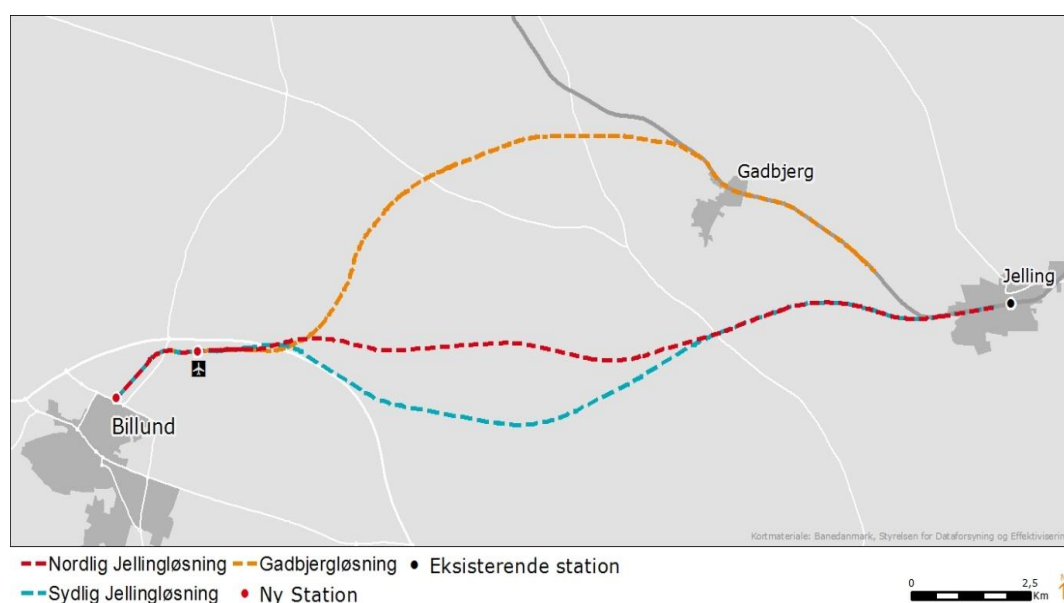 Gadbjerg
Jelling
Billund
Kortmateriale: Banedanmark, Styrelsen for Dataforsyning og Effektiviserin
Nordlig Jellingløsning Gadbjergløsning Eksisterende station
Sydlig Jellingløsning Ny Station
0 2,5
Km